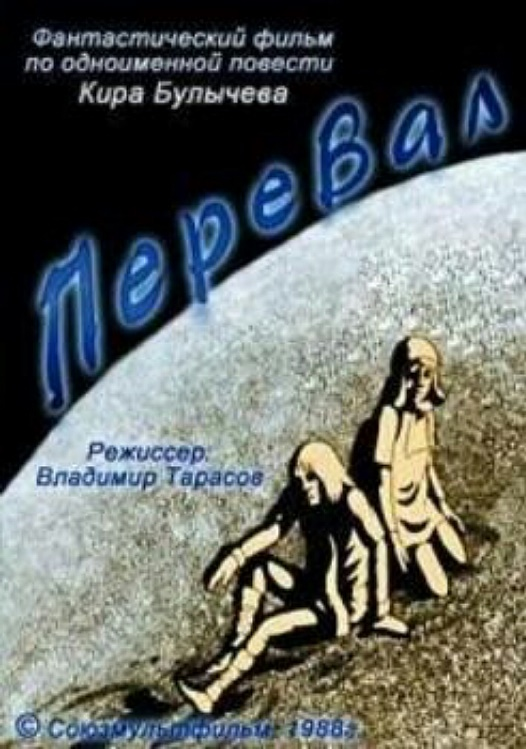 Фантастический фильм
по одноименной повести
Кира Булычева
Перевал
Режиссер:
Владимир Тарасов
© Союзмультфильм, 1988г.